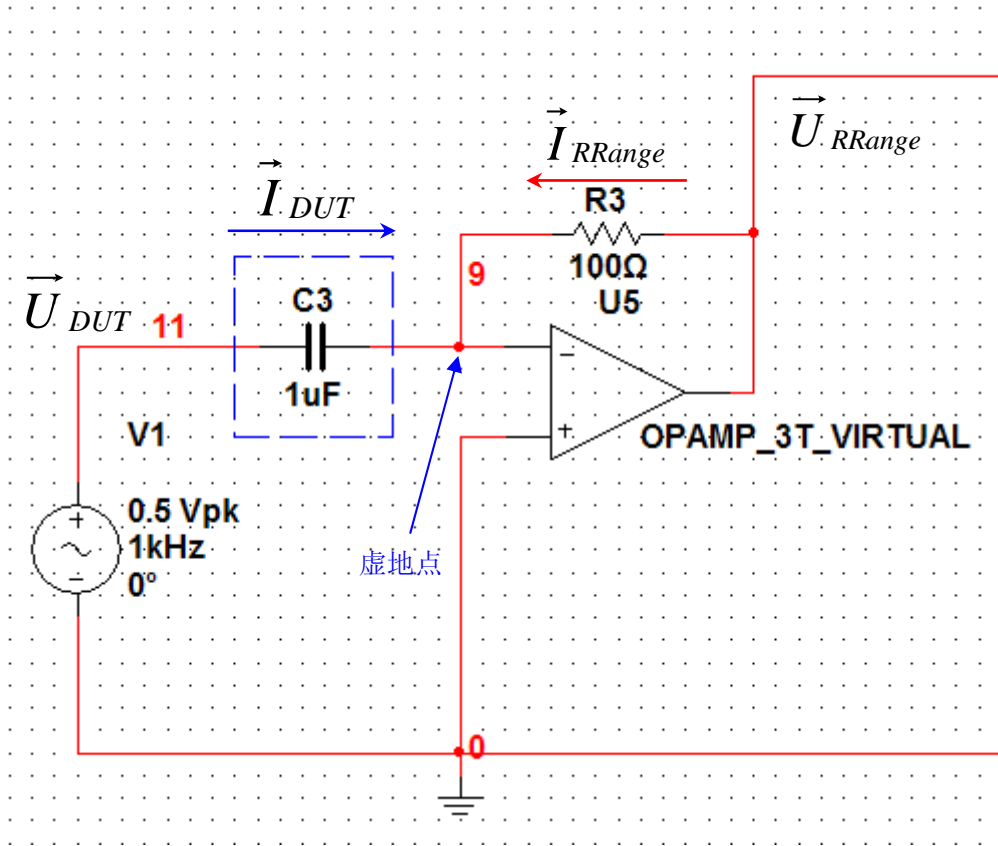 U RRange
I RRange
I DUT
R3
100Ω
9
U5
C3
U DUT
11
1uF
−
+
V1
OPAMP_3T_VIRTUAL
+
0.5 Vpk
1kHz
−
0°
虚地点
0